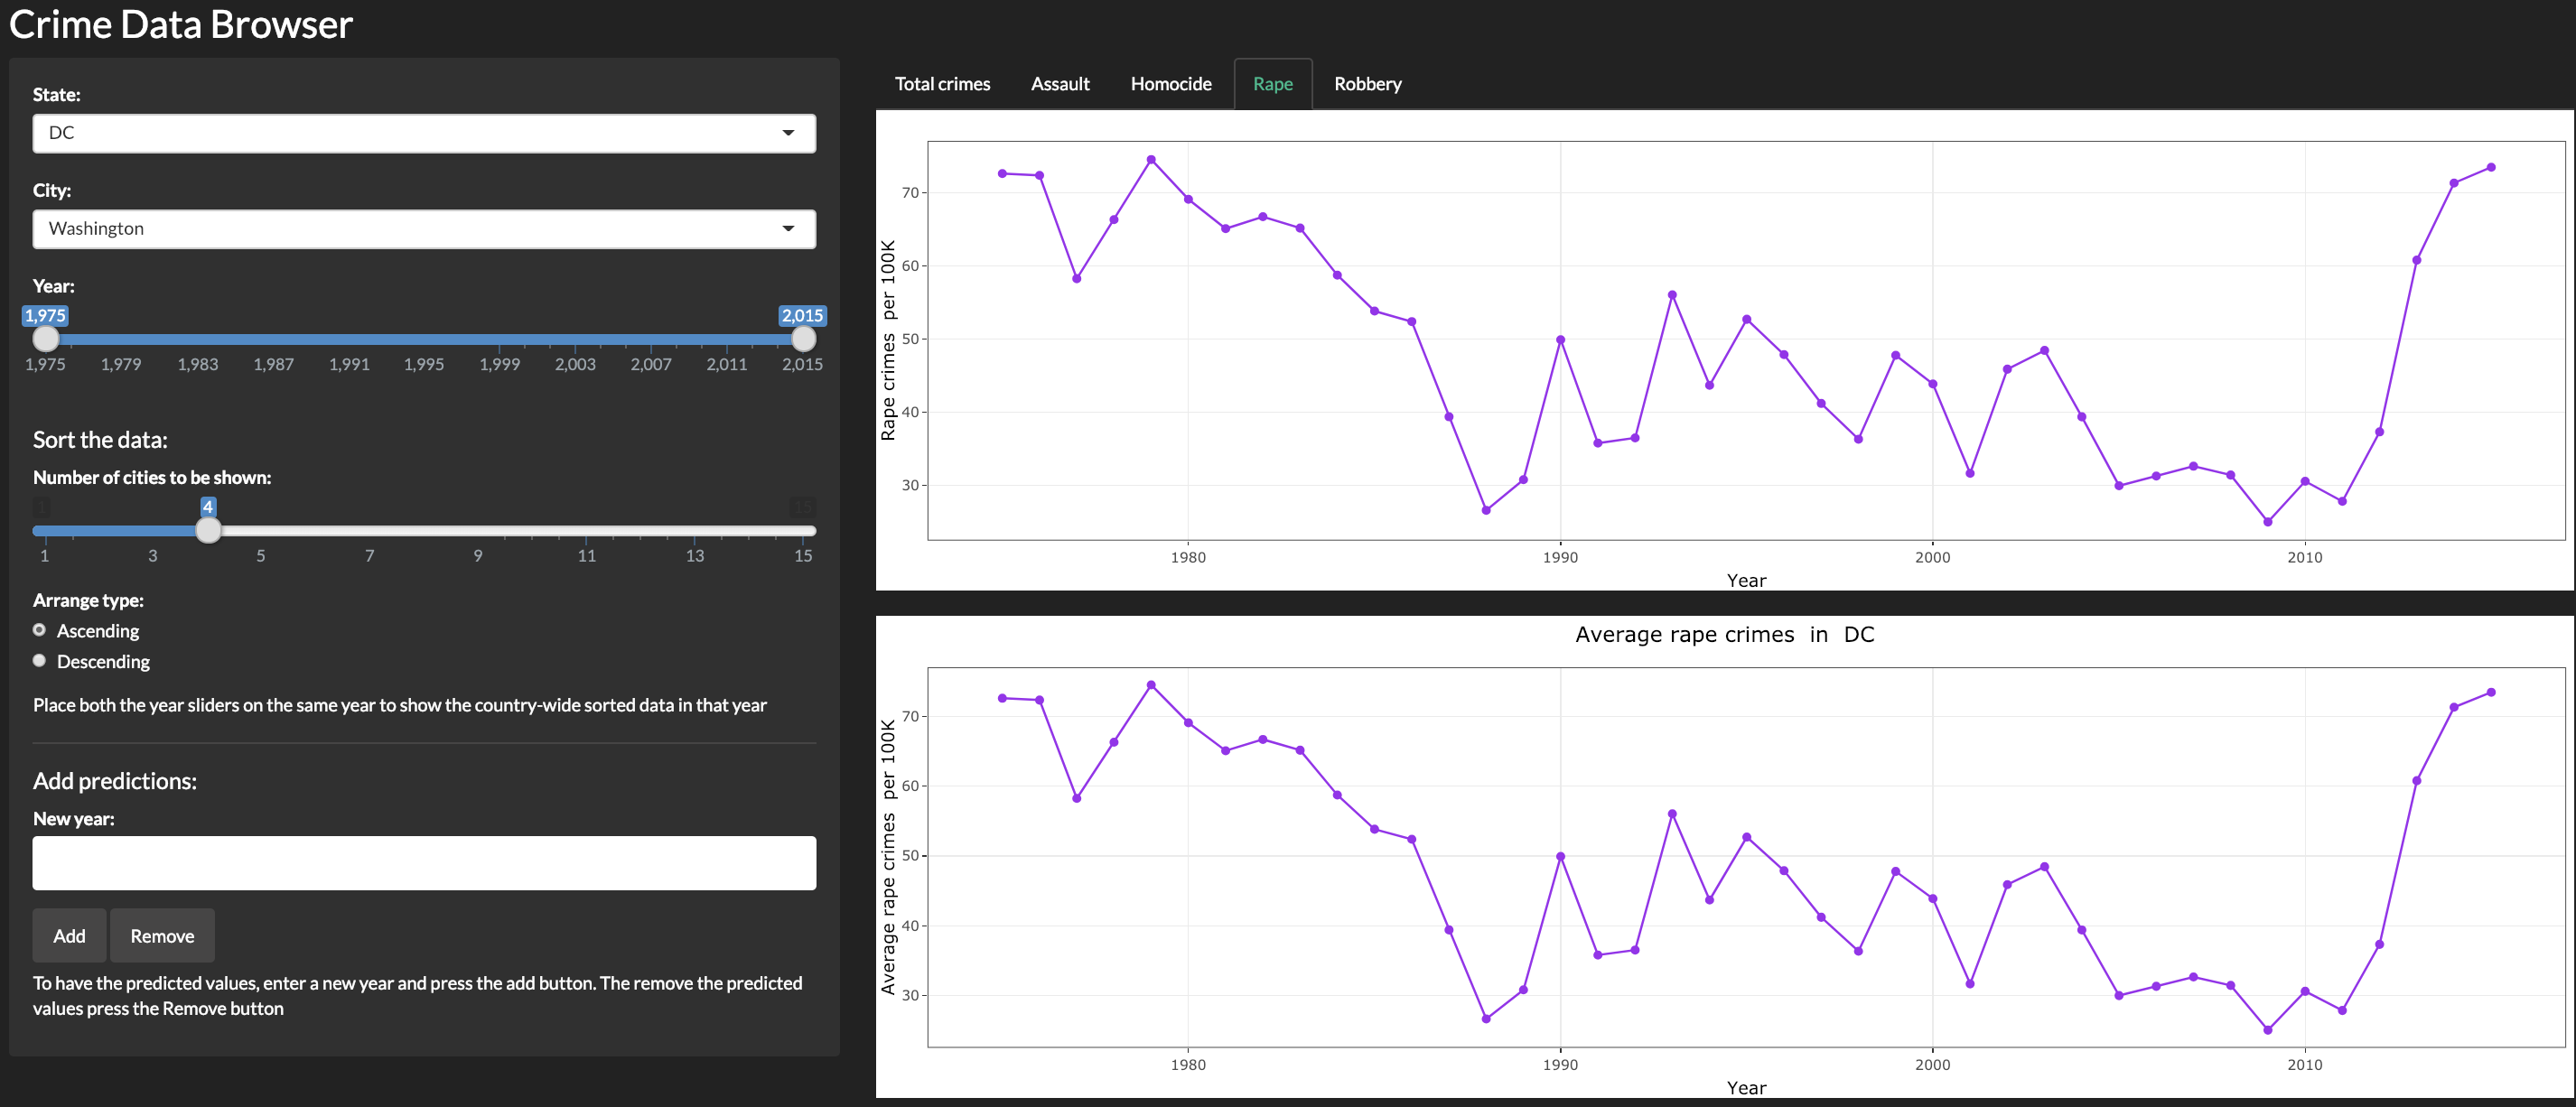 Crime Data Browser
State:
DC
City:
Washington
Year:
1,975 2,015
1,975 1,979 1,983 1,987 1,991 1,995 1,999 2,003 2,007 2,011 2,015
Sort the data:
Number of cities to be shown:
1 4 15
1 3 5 7 9 11 13 15
Arrange type:
Ascending
Descending
Place both the year sliders on the same year to show the country-wide sorted data in that year
Add predictions:
New year:
Add Remove
To have the predicted values, enter a new year and press the add button. The remove the predicted
values press the Remove button
Total crimes Assault Homocide Rape Robbery
Rape crimes per 100K
70
60
50
40
30
1980 1990 2000 2010
Year
Average rape crimes in DC
Average rape crimes per 100K
70
60
50
40
30
1980 1990 2000 2010
Year